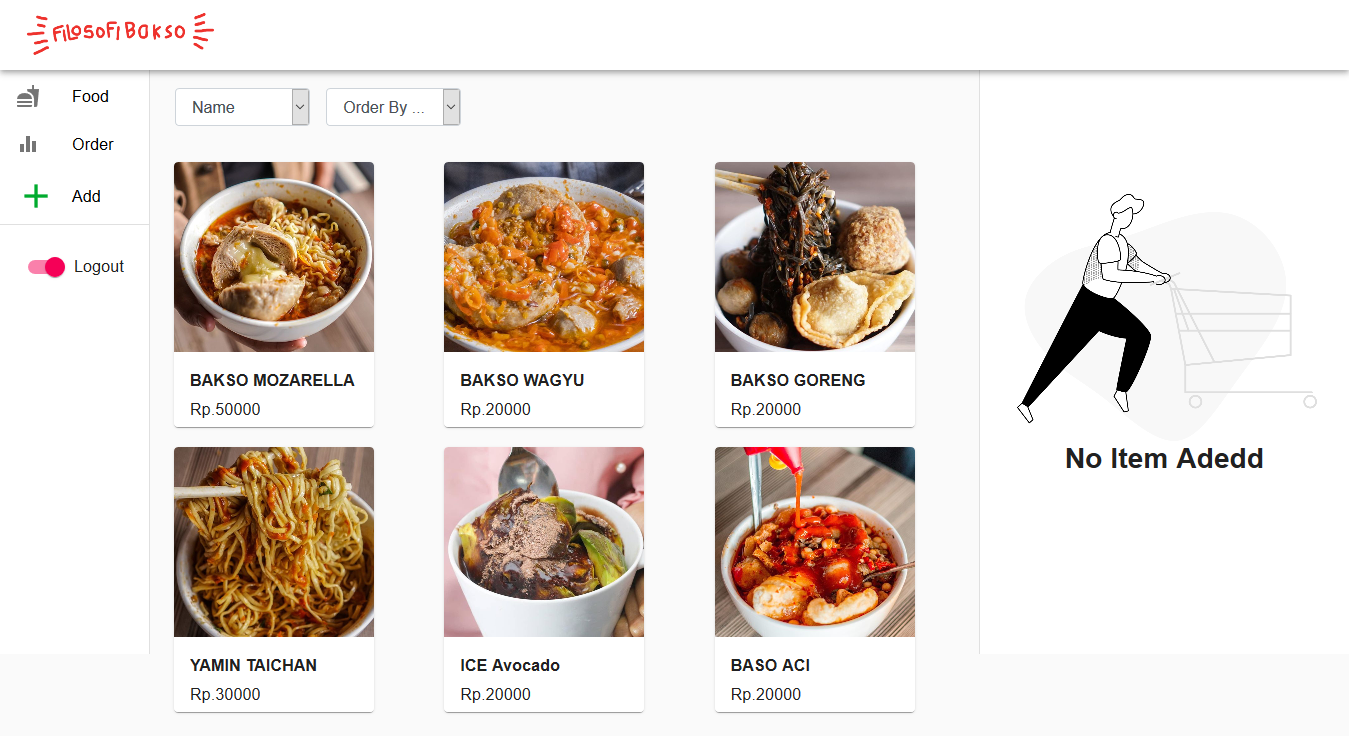 FiLosoFi Bakso
Food
Order
Add
Logout
Name
Order By ...
BAKSO MOZARELLA
Rp.50000
BAKSO WAGYU
Rp.20000
BAKSO GORENG
Rp.20000
YAMIN TAICHAN
Rp.30000
ICE Avocado
Rp.20000
BASO ACI
Rp.20000
No Item Adedd